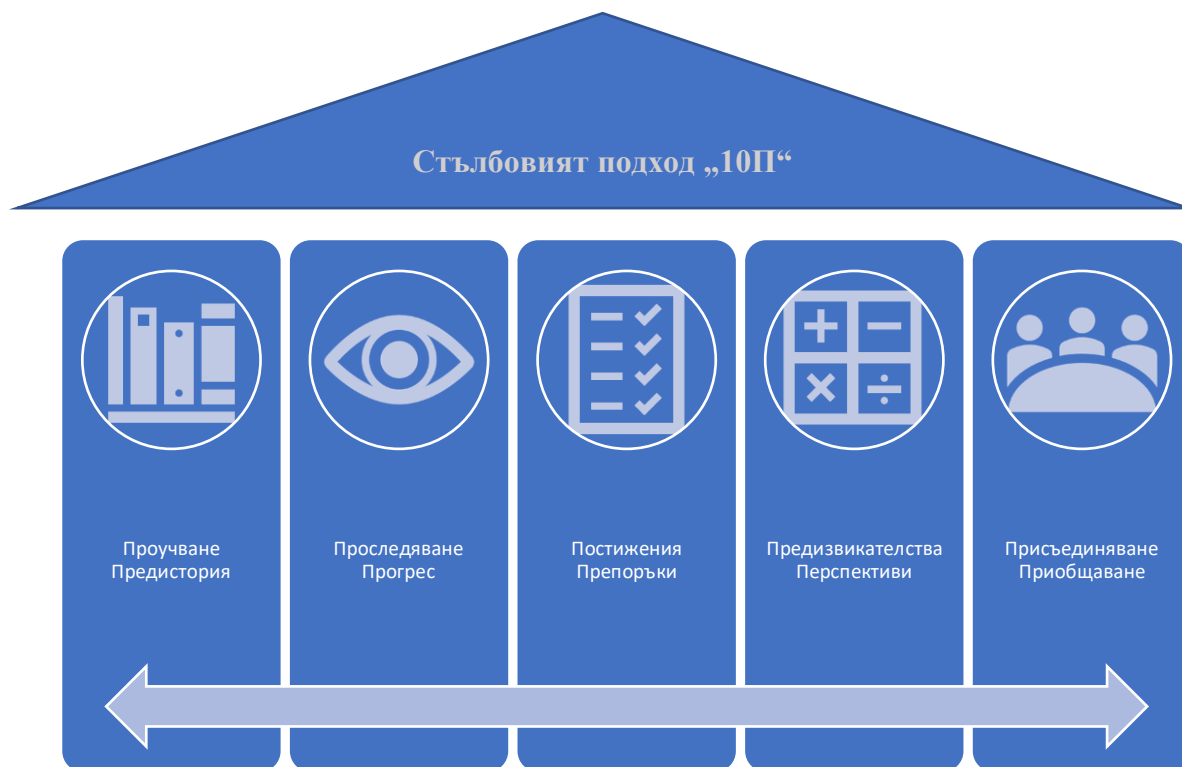 Стълбовият подход „10П“
Проучване
Предистория
Проследяване
Прогрес
Постижения
Препоръки
Предизвикателства
Перспективи
Присъединяване
Приобщаване